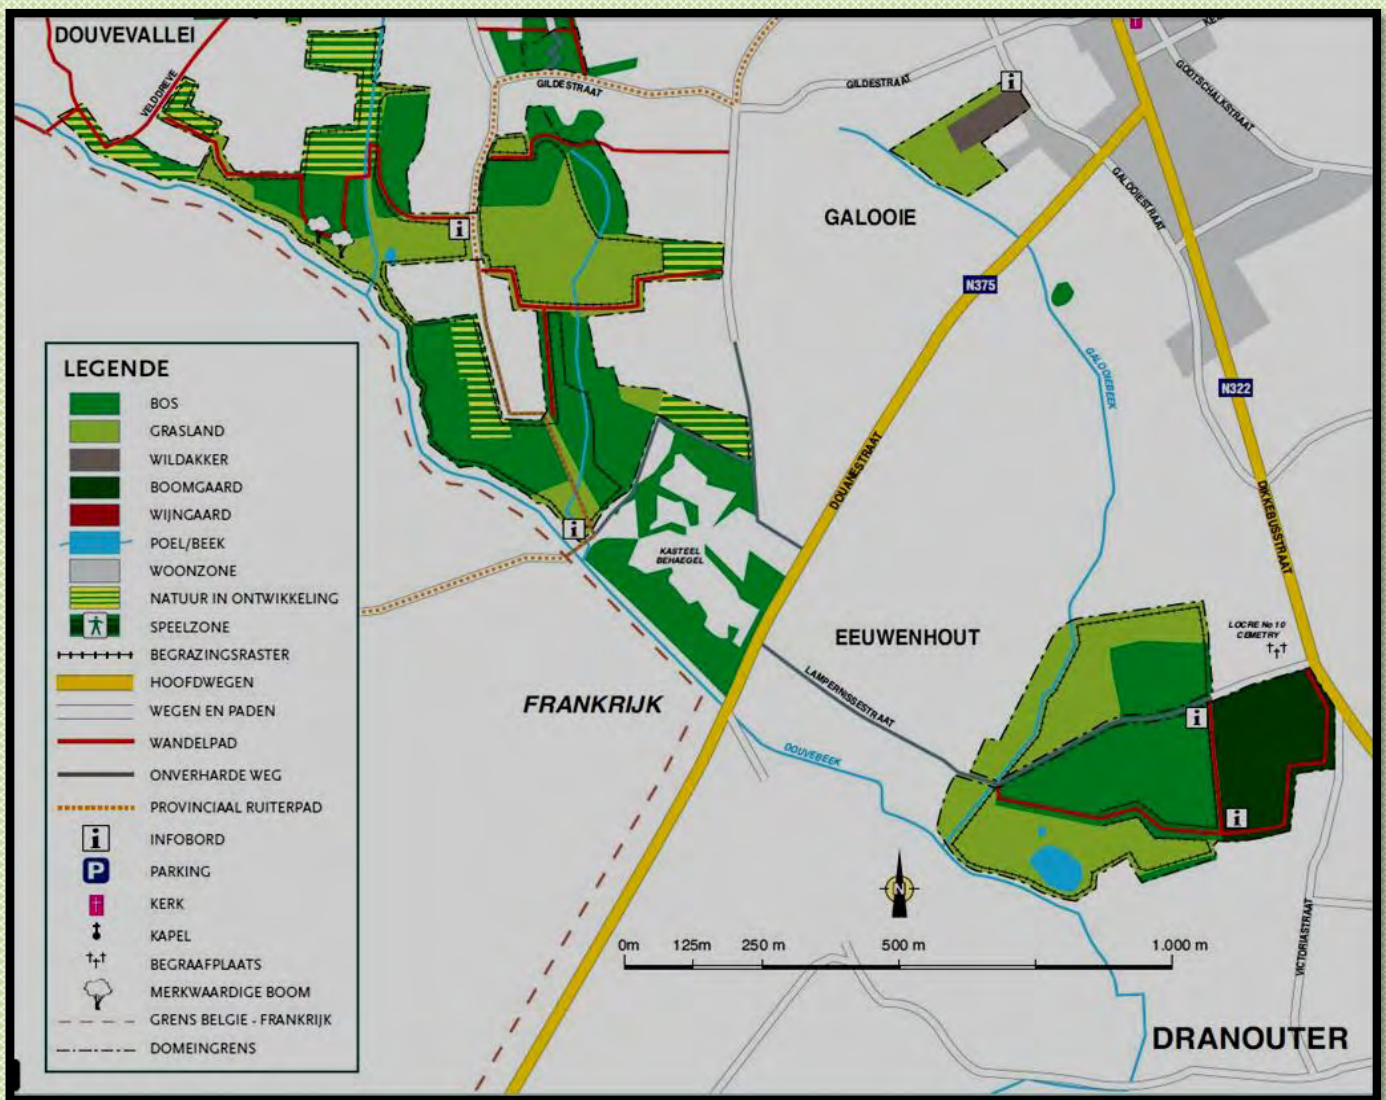 DOUVEVALLEI
VELDDREVE
GILDESTRAAT
GILDESTRAAT
GOOTSCHALKSTRAAT
i
GALOOIESTRAAT
GALOOIE
i
N375
GALOOIEBEEK
N322
LEGENDE
BOS
GRASLAND
WILDAKKER
BOOMGAARD
WIJNGAARD
POEL/BEEK
WOONZONE
NATUUR IN ONTWIKKELING
SPEELZONE
BEGRAZINGSRASTER
HOOFDWEGEN
WEGEN EN PADEN
WANDELPAD
ONVERHARDE WEG
PROVINCIAAL RUITERPAD
i INFOBORD
P PARKING
KERK
KAPEL
BEGRAAFPLAATS
MERKWAARDIGE BOOM
GRENS BELGIE - FRANKRIJK
DOMEINGRENS
DOUANESTRAAT
DIKKEBUSSTRAAT
i
KASTEEL
BEHAEGEL
EEUWENHOUT
LOCRE No 10
CEMETRY
LAMPERNISSESTRAAT
FRANKRIJK
i
DOUVEBEEK
i
N
VICTORIASTRAAT
0m 125m 250 m 500 m 1.000 m
DRANOUTER